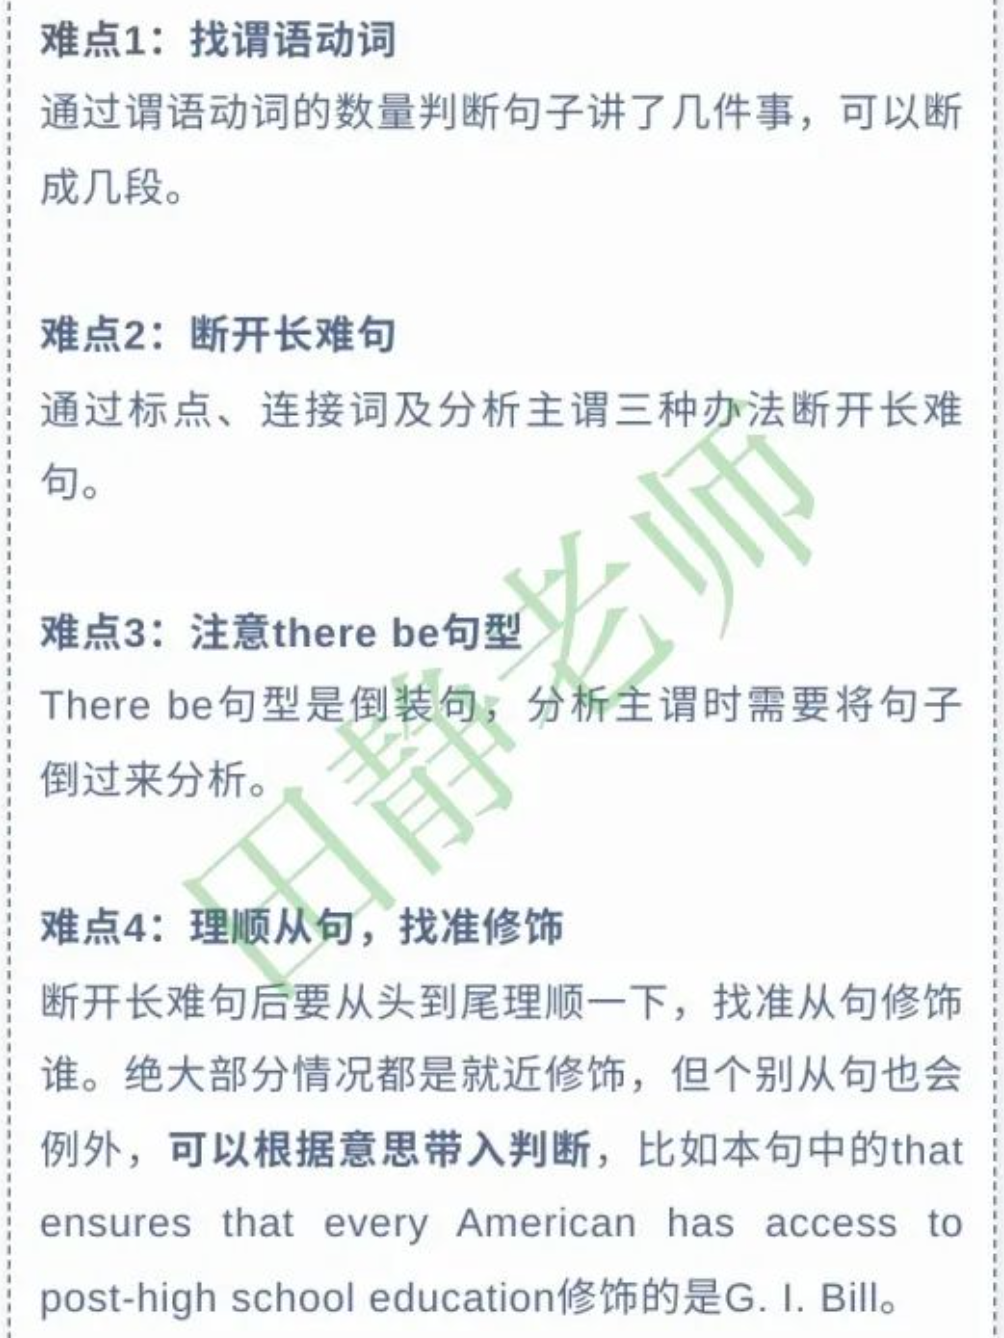 难点1：找谓语动词
通过谓语动词的数量判断句子讲了几件事，可以断
成几段。
难点2：断开长难句
通过标点、连接词及分析主谓三种办法断开长难
句。
难点3：注意there be句型
There be句型是倒装句，分析主谓时需要将句子
倒过来分析。
难点4：理顺从句，找准修饰
断开长难句后要从头到尾理顺一下，找准从句修饰
谁。绝大部分情况都是就近修饰，但个别从句也会
例外，可以根据意思带入判断，比如本句中的that
ensures that every American has access to
post-high school education修饰的是G. I. Bill。
田静老师